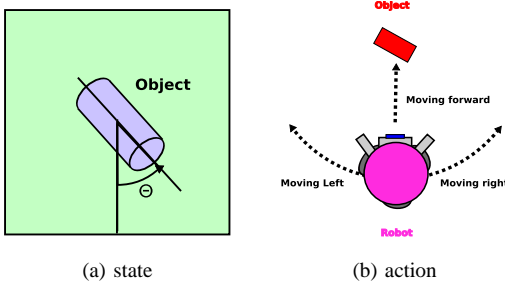 Object
Θ
(a) state
Object
Moving forward
Moving Left
Moving right
Robot
(b) action